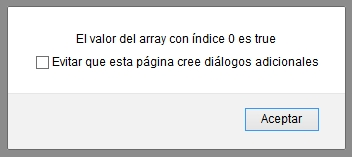 El valor del array con índice 0 es true
Evitar que esta página cree diálogos adicionales
Aceptar